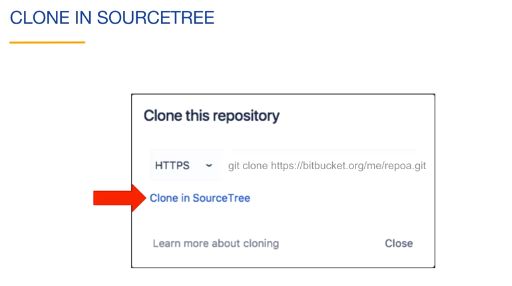 CLONE IN SOURCETREE
Clone this repository
HTTPS git clone https://bitbucket.org/me/repoa.git
Clone in SourceTree
Learn more about cloning Close